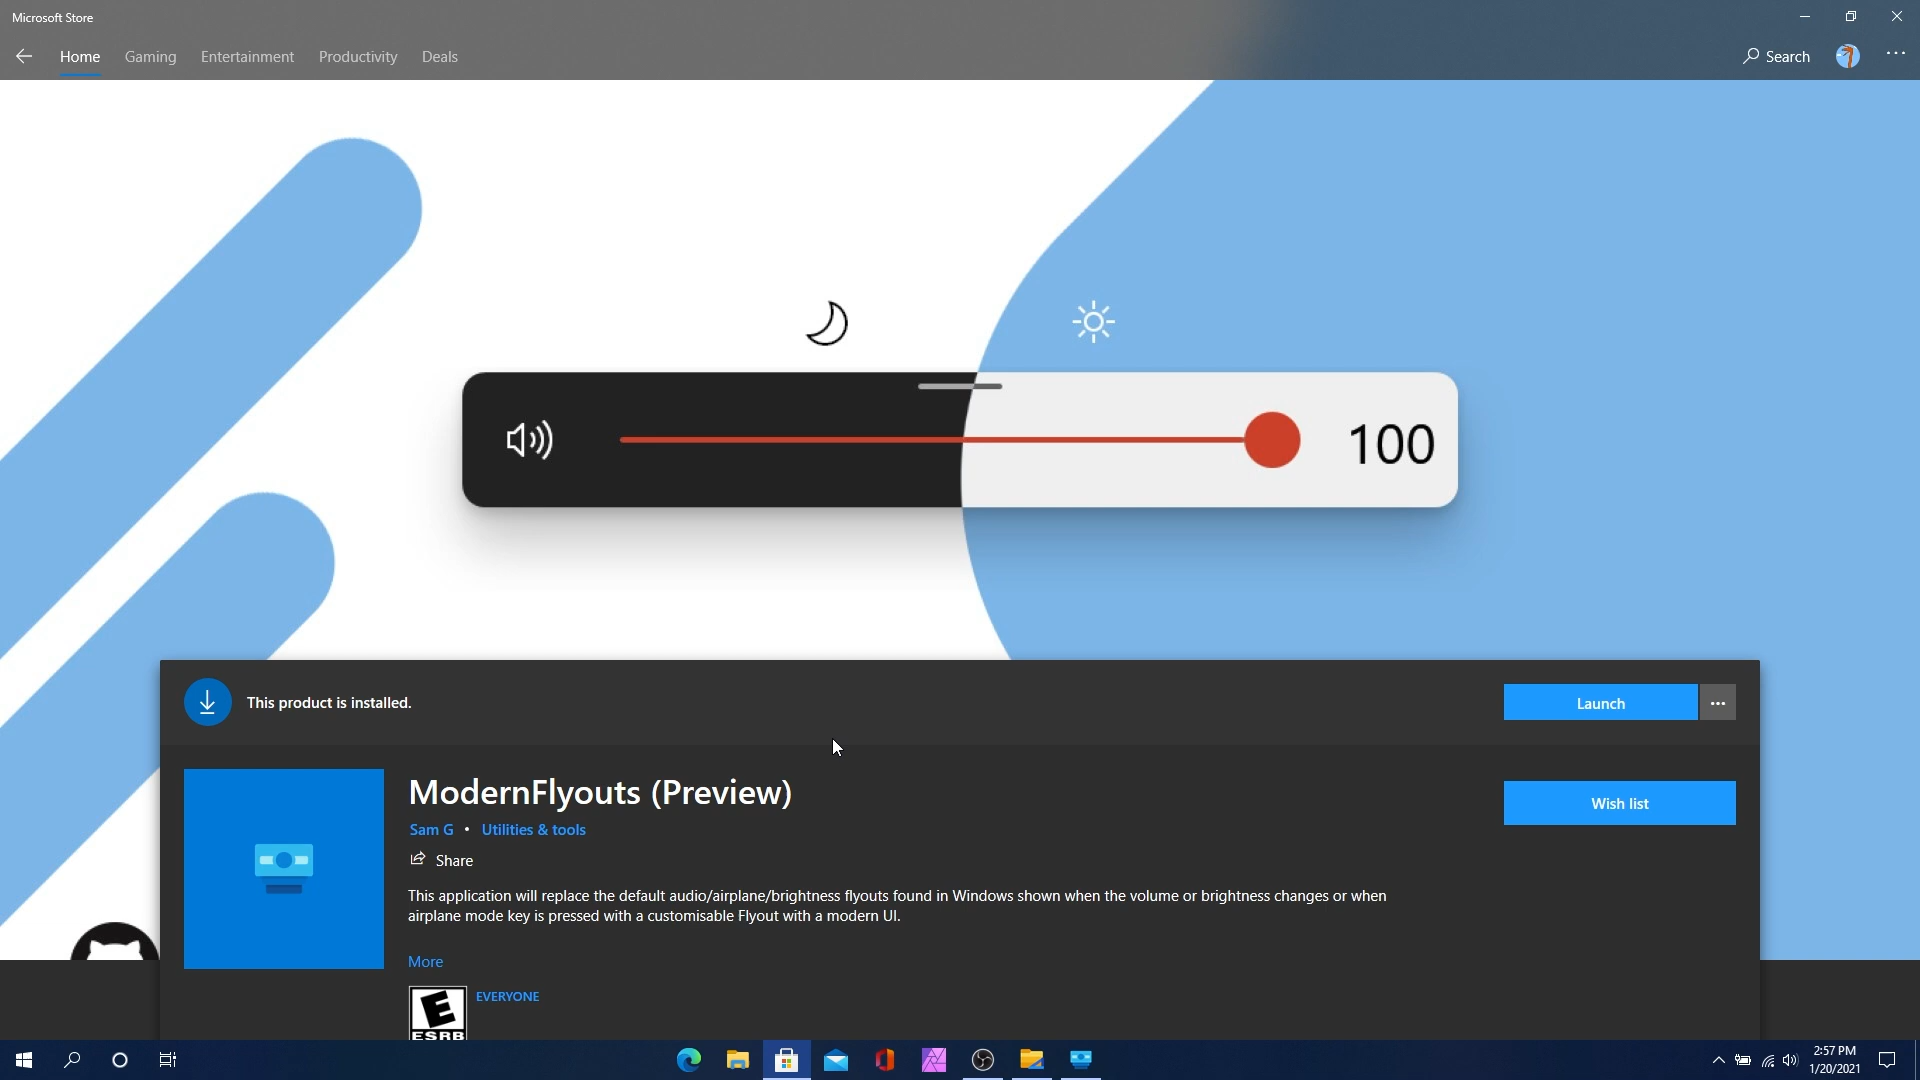 Microsoft Store
Home
Gaming
Entertainment
Productivity
Deals
Search
100
This product is installed.
Launch
ModernFlyouts (Preview)
Wish list
Sam G • Utilities & tools
Share
This application will replace the default audio/airplane/brightness flyouts found in Windows shown when the volume or brightness changes or when
airplane mode key is pressed with a customisable Flyout with a modern UI.
More
E
EVERYONE
ESRB
2:57 PM
1/20/2021